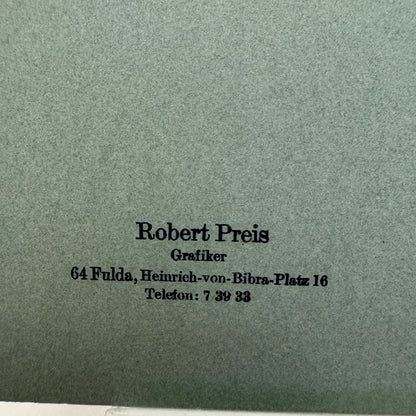 Robert Preis
Grafiker
64 Fulda, Heinrich-von-Bibra-Platz 16
Telefon: 7 39 33